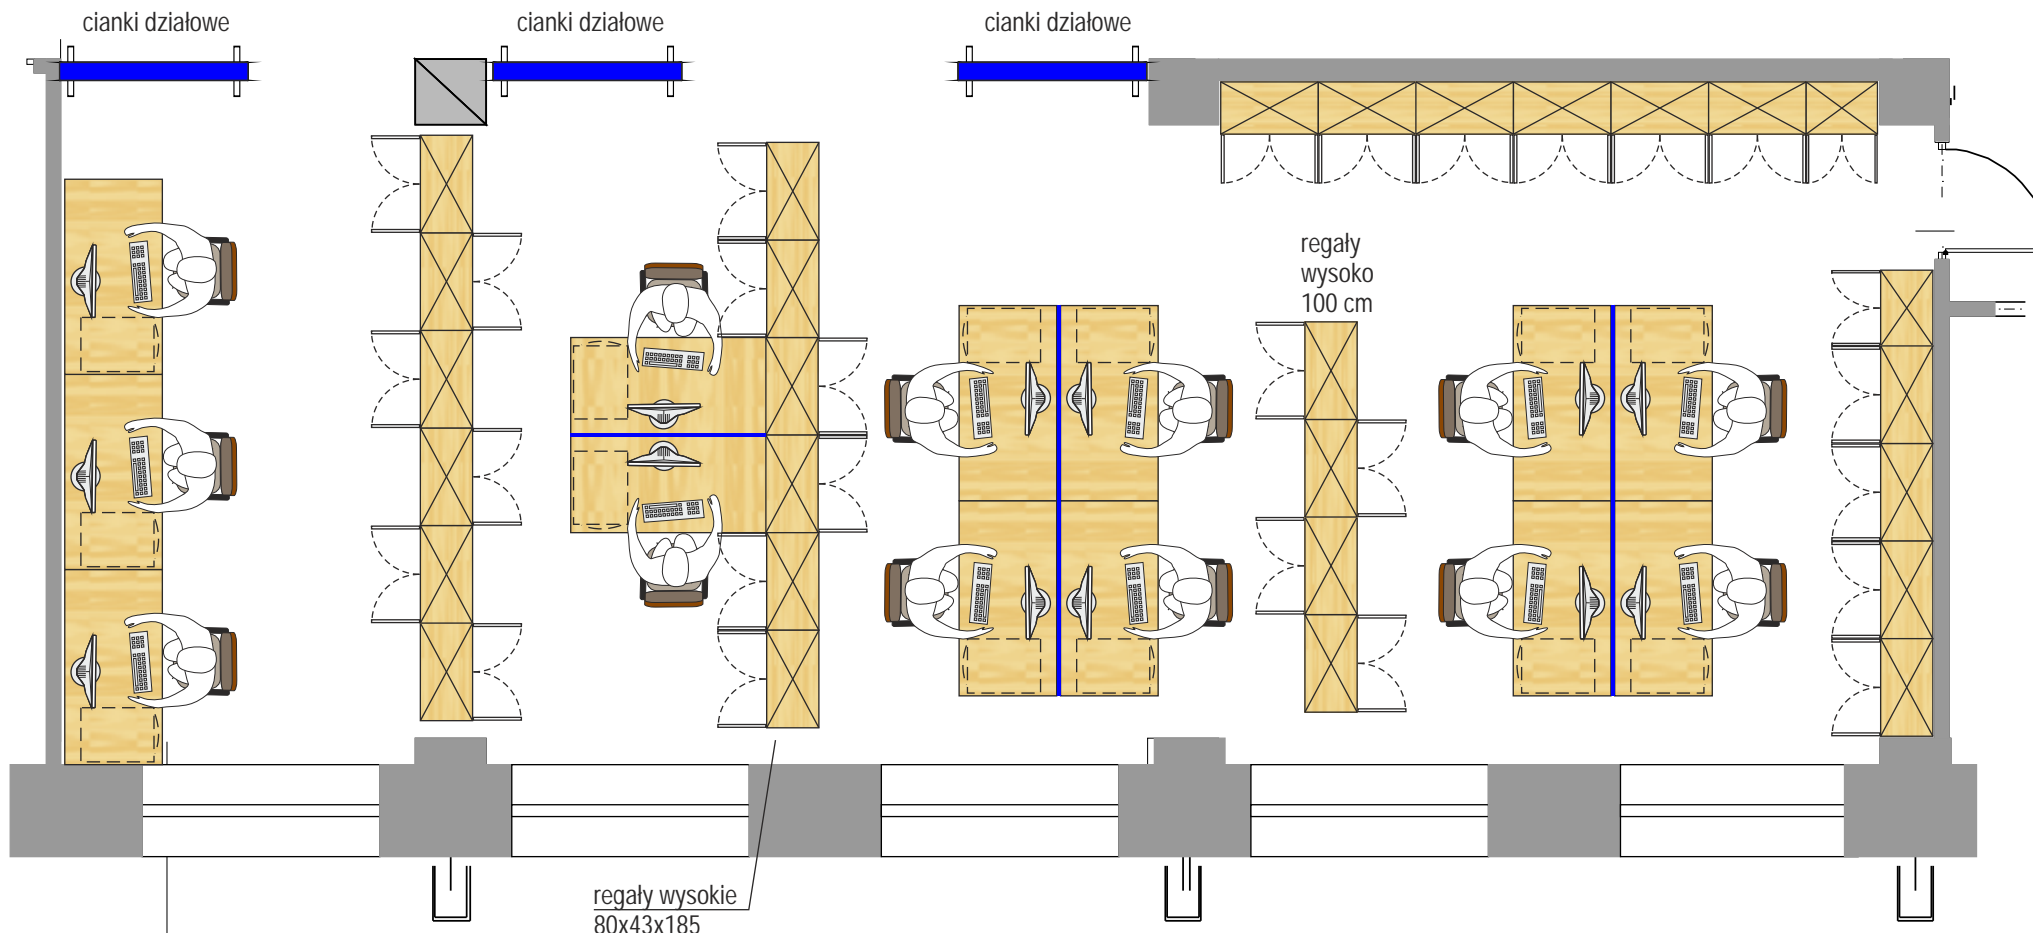 cianki działowe
cianki działowe
cianki działowe
regały
wysoko
100 cm
regały wysokie
80x43x185